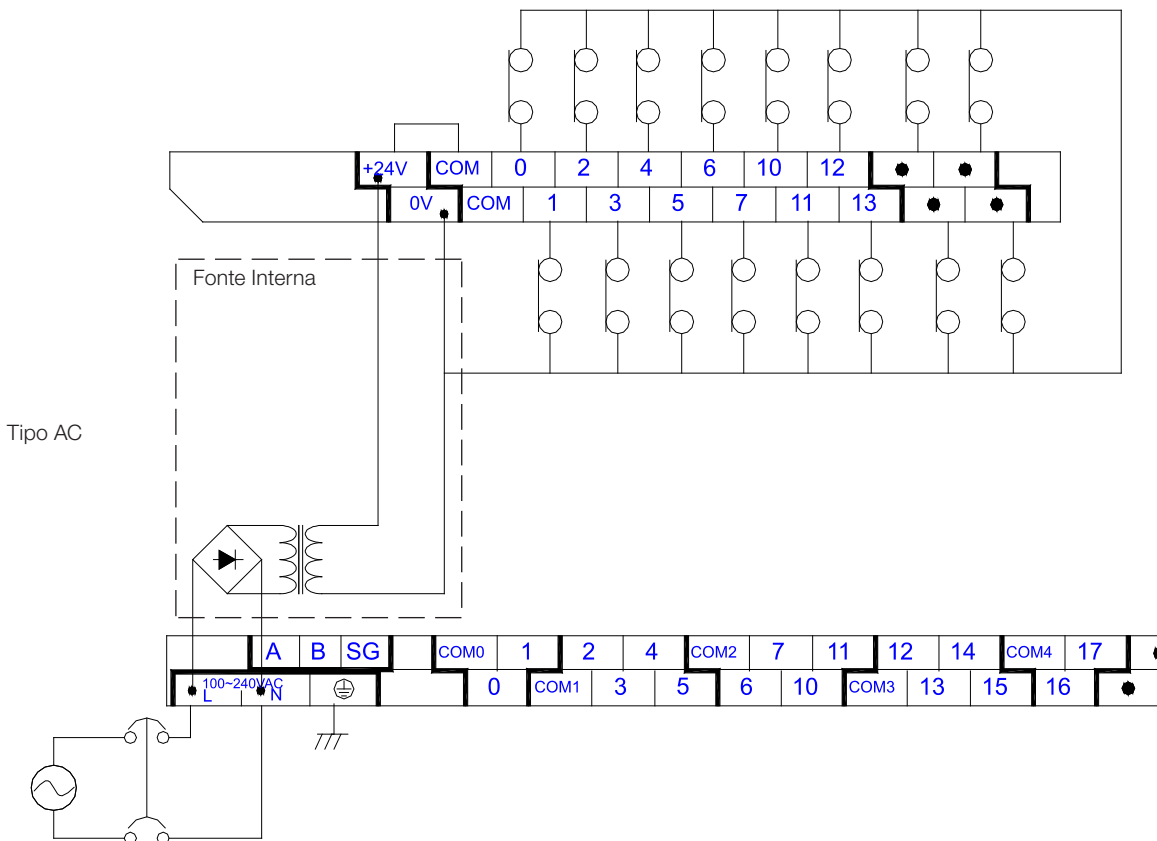 +24V COM 0 2 4 6 10 12
0V COM 1 3 5 7 11 13
Fonte Interna
Tipo AC
A B SG COM0 1 2 4 COM2 7 11 12 14 COM4 17
100~240VAC
L N 0 COM1 3 5 6 10 COM3 13 15 16